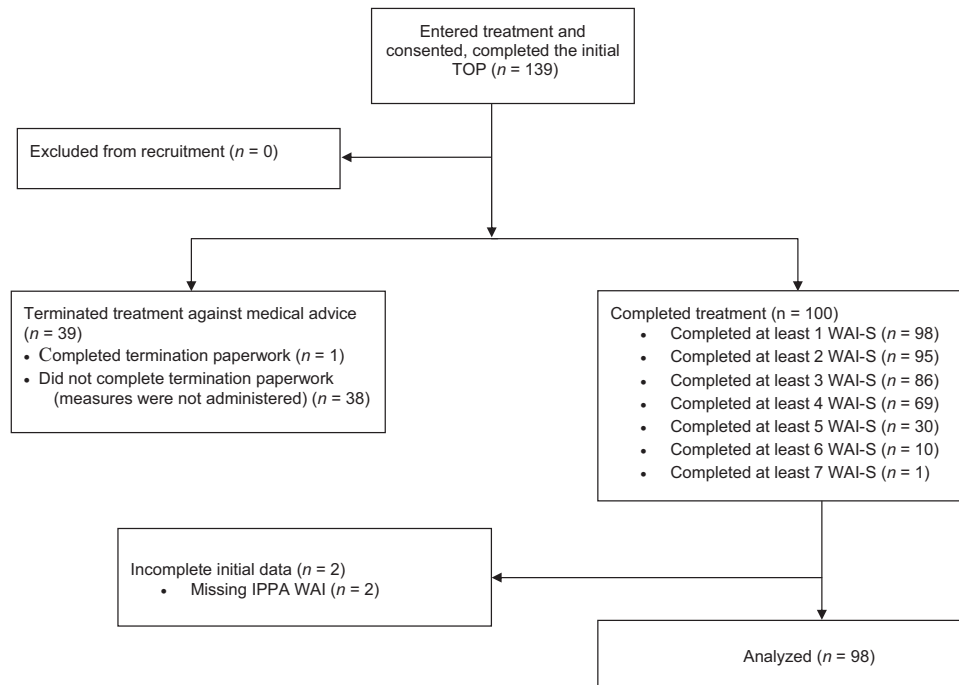 Entered treatment and
consented, completed the initial
TOP (n = 139)
Excluded from recruitment (n = 0)
Terminated treatment against medical advice
(n = 39)
• Completed termination paperwork (n = 1)
• Did not complete termination paperwork
(measures were not administered) (n = 38)
Completed treatment (n = 100)
• Completed at least 1 WAI-S (n = 98)
• Completed at least 2 WAI-S (n = 95)
• Completed at least 3 WAI-S (n = 86)
• Completed at least 4 WAI-S (n = 69)
• Completed at least 5 WAI-S (n = 30)
• Completed at least 6 WAI-S (n = 10)
• Completed at least 7 WAI-S (n = 1)
Incomplete initial data (n = 2)
• Missing IPPA WAI (n = 2)
Analyzed (n = 98)